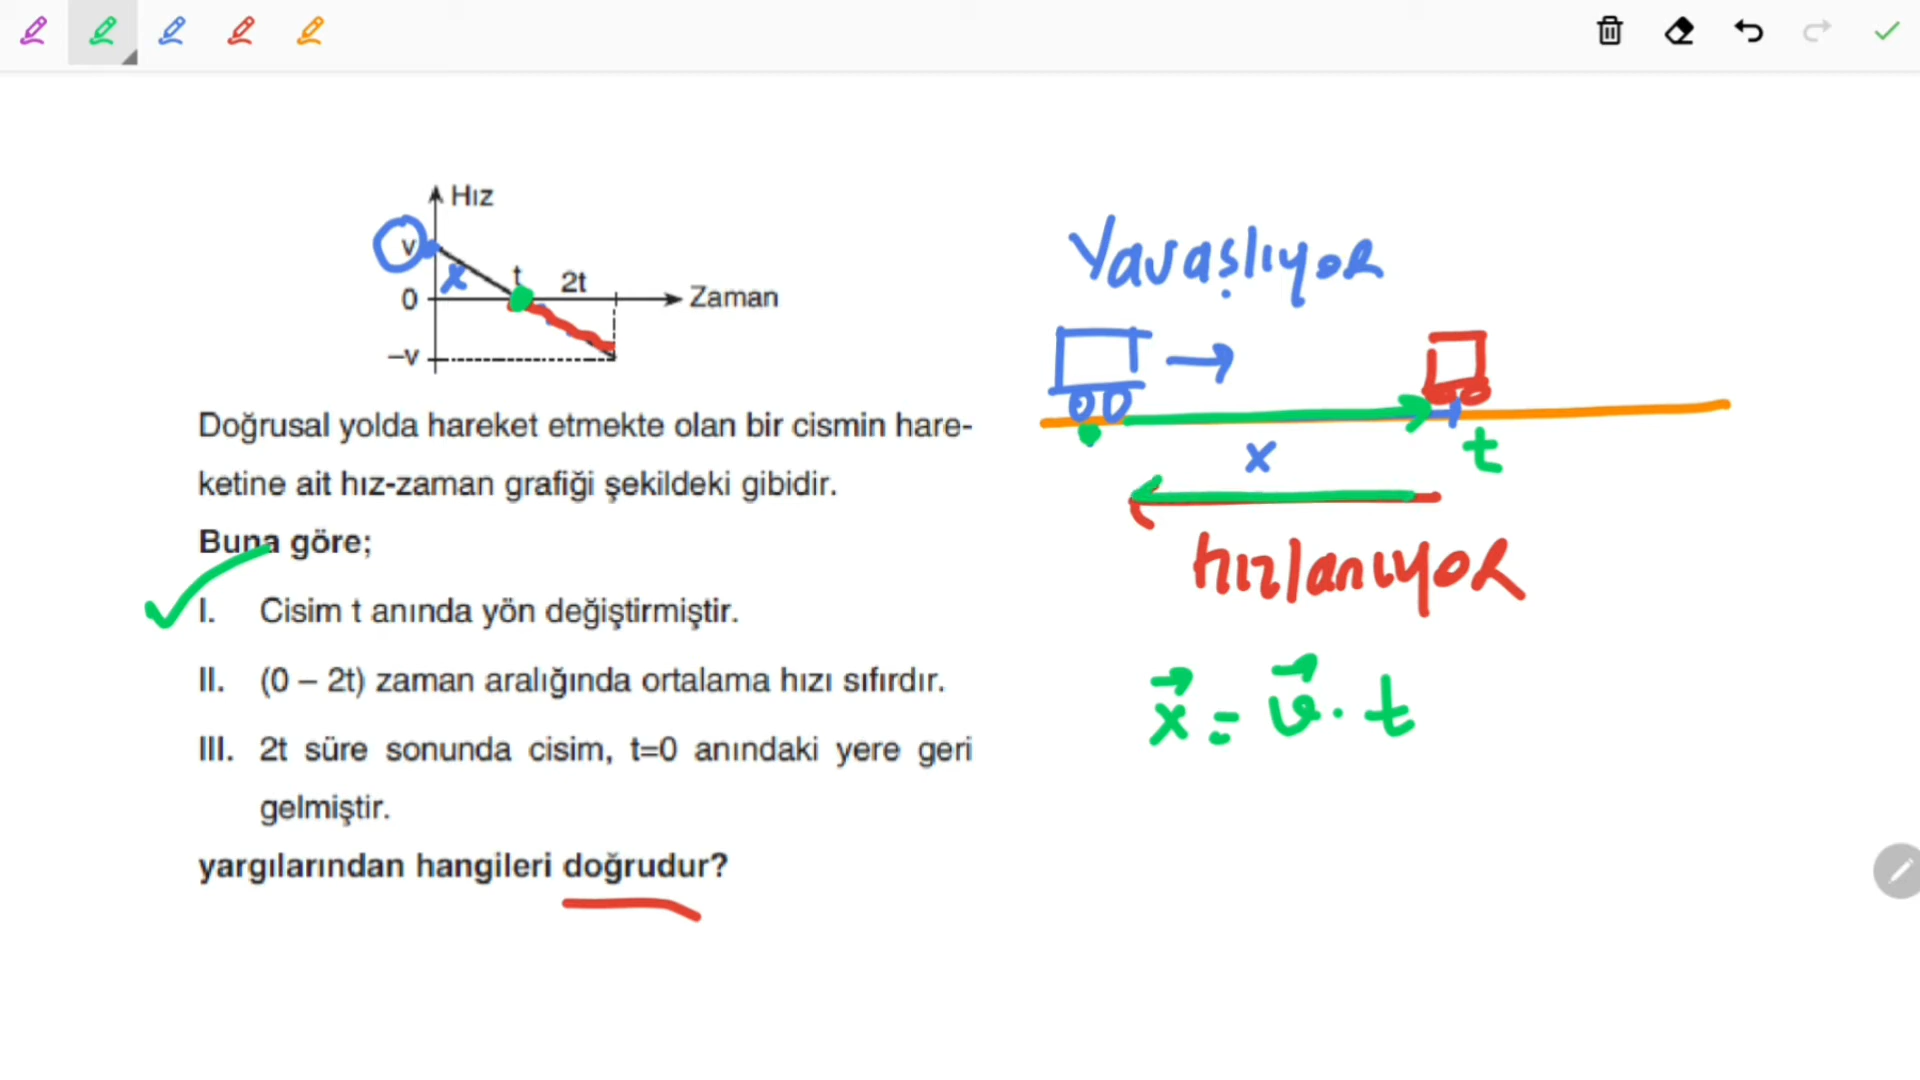 Hız
v
x
t
2t
0
Zaman
–v
Doğrusal yolda hareket etmekte olan bir cismin hare-
ketine ait hız-zaman grafiği şekildeki gibidir.
Buna göre;
I. Cisim t anında yön değiştirmiştir.
II. (0 – 2t) zaman aralığında ortalama hızı sıfırdır.
III. 2t süre sonunda cisim, t=0 anındaki yere geri
gelmiştir.
yargılarından hangileri doğrudur?
Yavaşlıyor
x
t
hızlanıyor
x⃗ = v⃗ · t